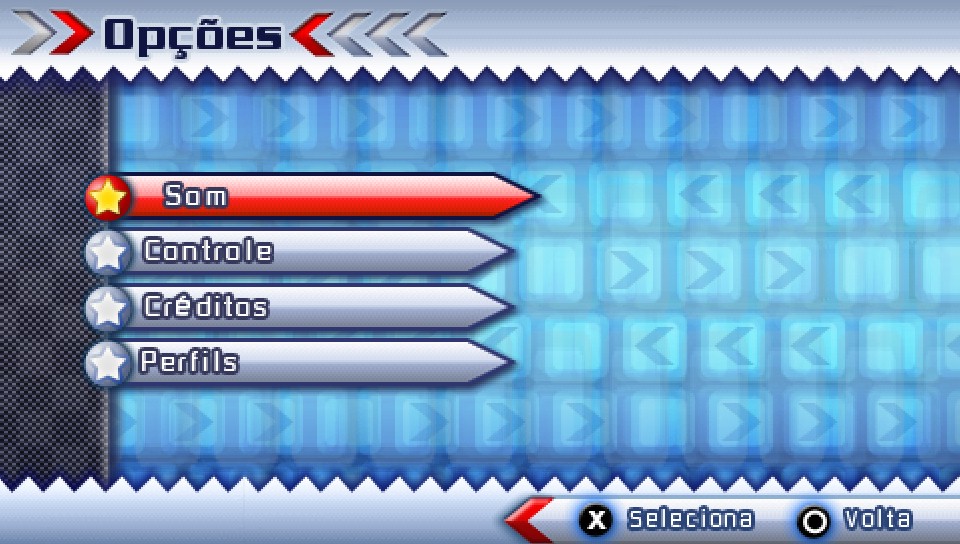 Opções
Som
Controle
Créditos
Perfils
X Seleciona O Volta